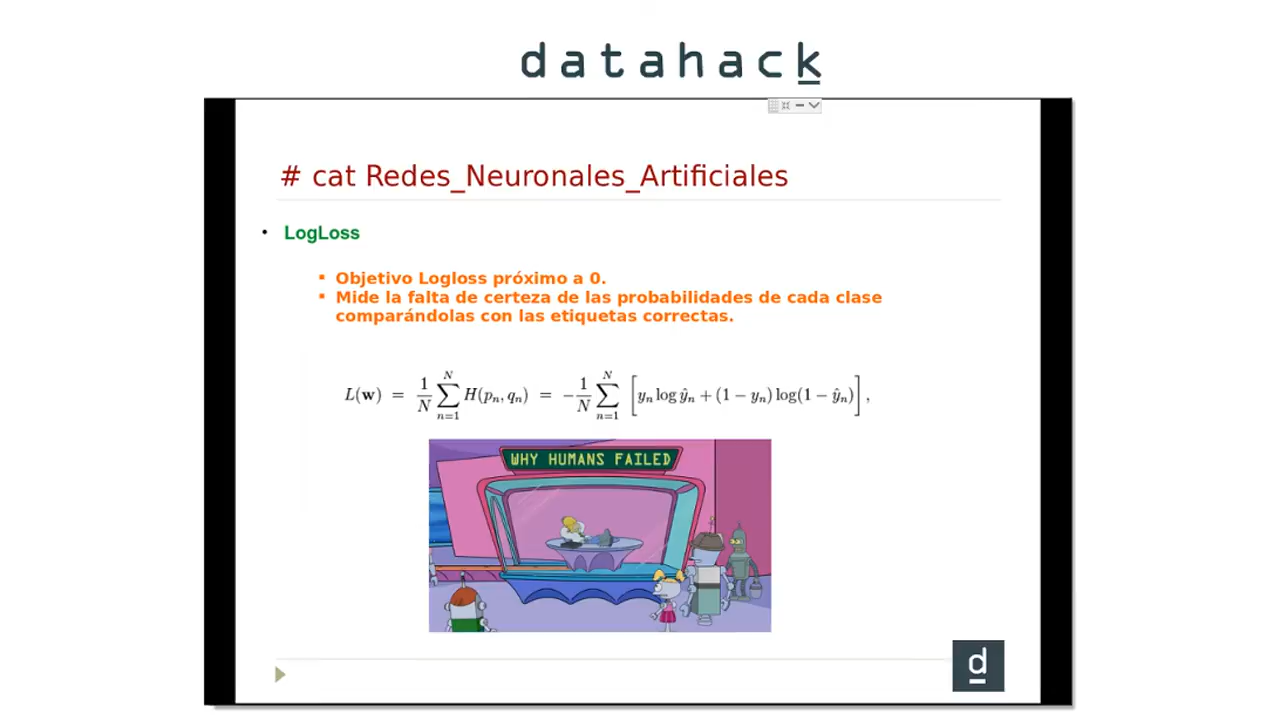 datahack
# cat Redes_Neuronales_Artificiales
• LogLoss
▪ Objetivo Logloss próximo a 0.
▪ Mide la falta de certeza de las probabilidades de cada clase
comparándolas con las etiquetas correctas.
L(w) = 1/N ∑_{n=1}^{N} H(p_n, q_n) = −1/N ∑_{n=1}^{N} [y_n log ŷ_n + (1 − y_n) log(1 − ŷ_n)],
WHY HUMANS FAILED
d